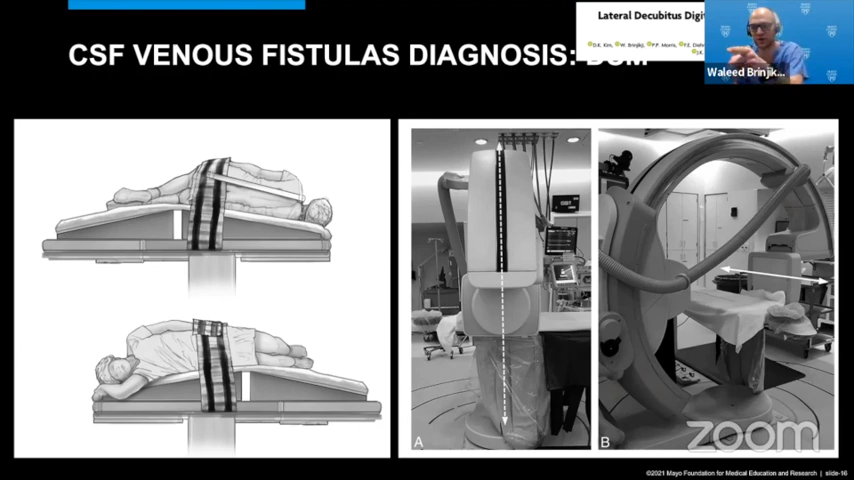 CSF VENOUS FISTULAS DIAGNOSIS:
Lateral Decubitus Digit
D.K. Kim, W. Brinjikji, P.P. Morris,
Waleed Brinjik...
A
B
zoom
©2021 Mayo Foundation for Medical Education and Research | slide-16